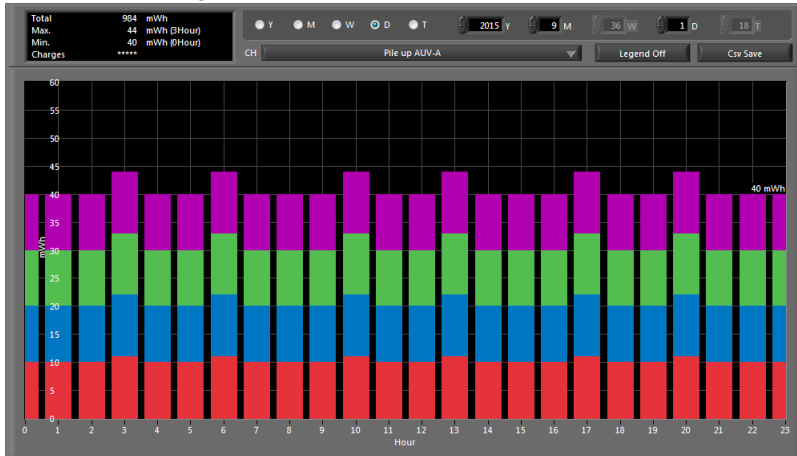 Total 984 mWh
Max. 44 mWh (3Hour)
Min. 40 mWh (0Hour)
Charges *****
Y M W D T 2015 Y 9 M 36 W 1 D 18 T
CH Pile up AUV-A Legend Off Csv Save
60
55
50
45
40 40 mWh
35
mWh
30
25
20
15
10
5
0
0 1 2 3 4 5 6 7 8 9 10 11 12 13 14 15 16 17 18 19 20 21 22 23
Hour